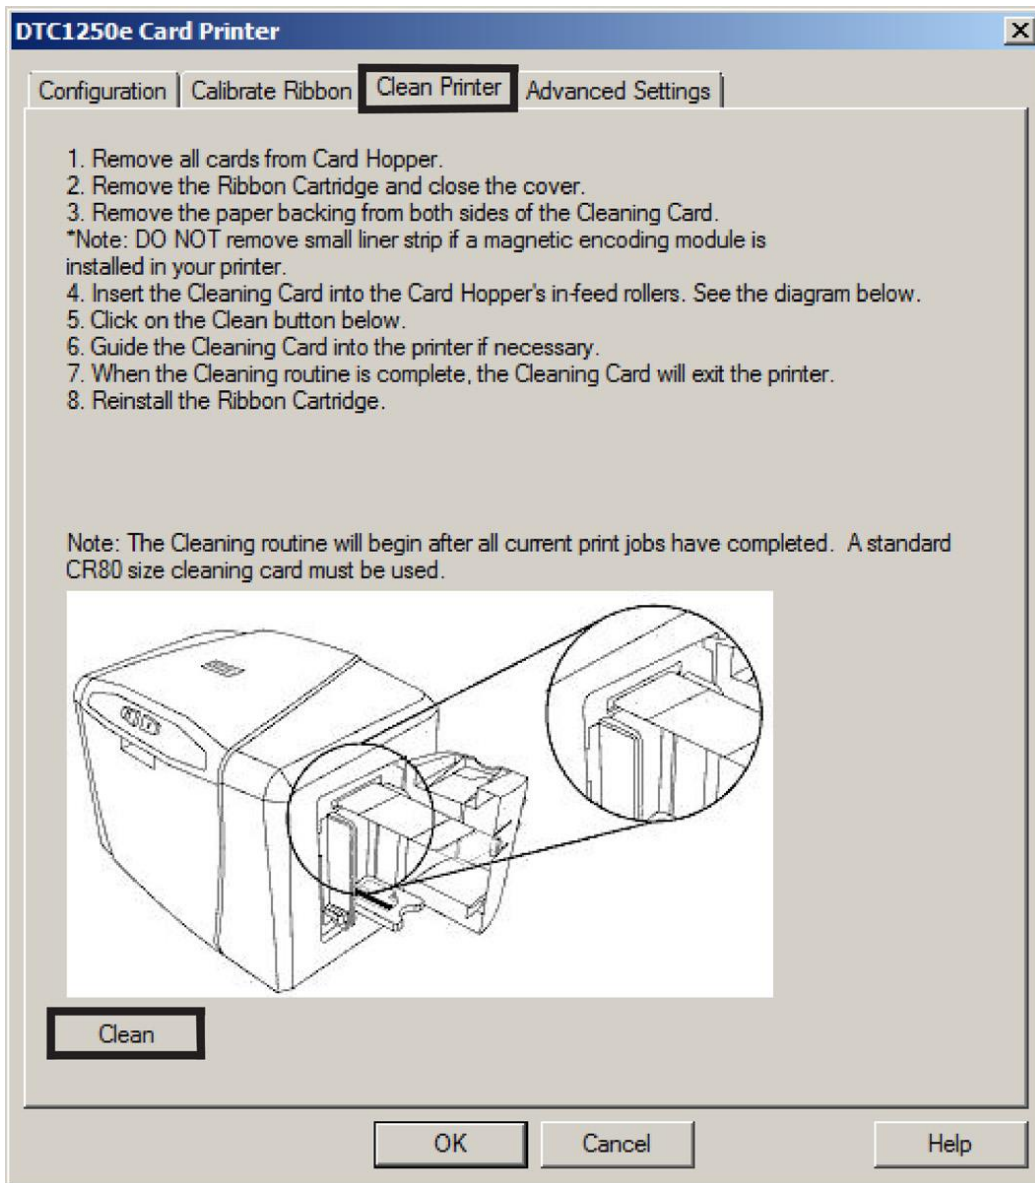 DTC1250e Card Printer
Configuration
Calibrate Ribbon
Clean Printer
Advanced Settings
1. Remove all cards from Card Hopper.
2. Remove the Ribbon Cartridge and close the cover.
3. Remove the paper backing from both sides of the Cleaning Card.
*Note: DO NOT remove small liner strip if a magnetic encoding module is
installed in your printer.
4. Insert the Cleaning Card into the Card Hopper's in-feed rollers. See the diagram below.
5. Click on the Clean button below.
6. Guide the Cleaning Card into the printer if necessary.
7. When the Cleaning routine is complete, the Cleaning Card will exit the printer.
8. Reinstall the Ribbon Cartridge.
Note: The Cleaning routine will begin after all current print jobs have completed. A standard
CR80 size cleaning card must be used.
Clean
OK
Cancel
Help